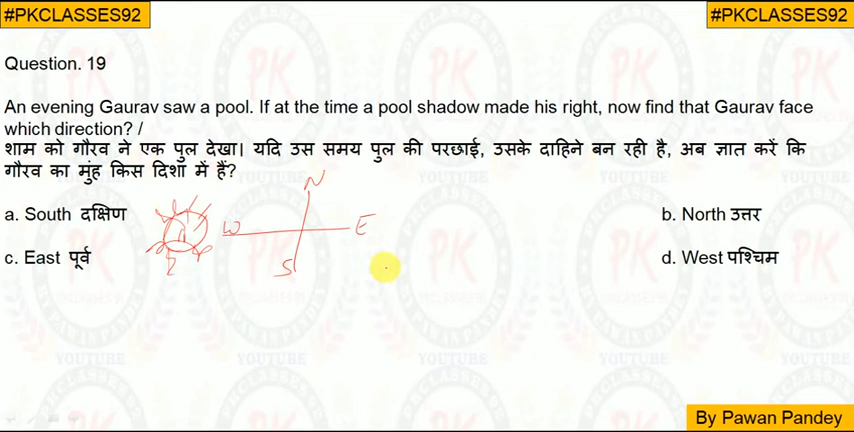 #PKCLASSES92
#PKCLASSES92
Question. 19
An evening Gaurav saw a pool. If at the time a pool shadow made his right, now find that Gaurav face
which direction? /
शाम को गौरव ने एक पुल देखा। यदि उस समय पुल की परछाई, उसके दाहिने बन रही है, अब ज्ञात करें कि
गौरव का मुंह किस दिशा में हैं?
N
a. South दक्षिण
b. North उत्तर
W
E
c. East पूर्व
S
d. West पश्चिम
By Pawan Pandey